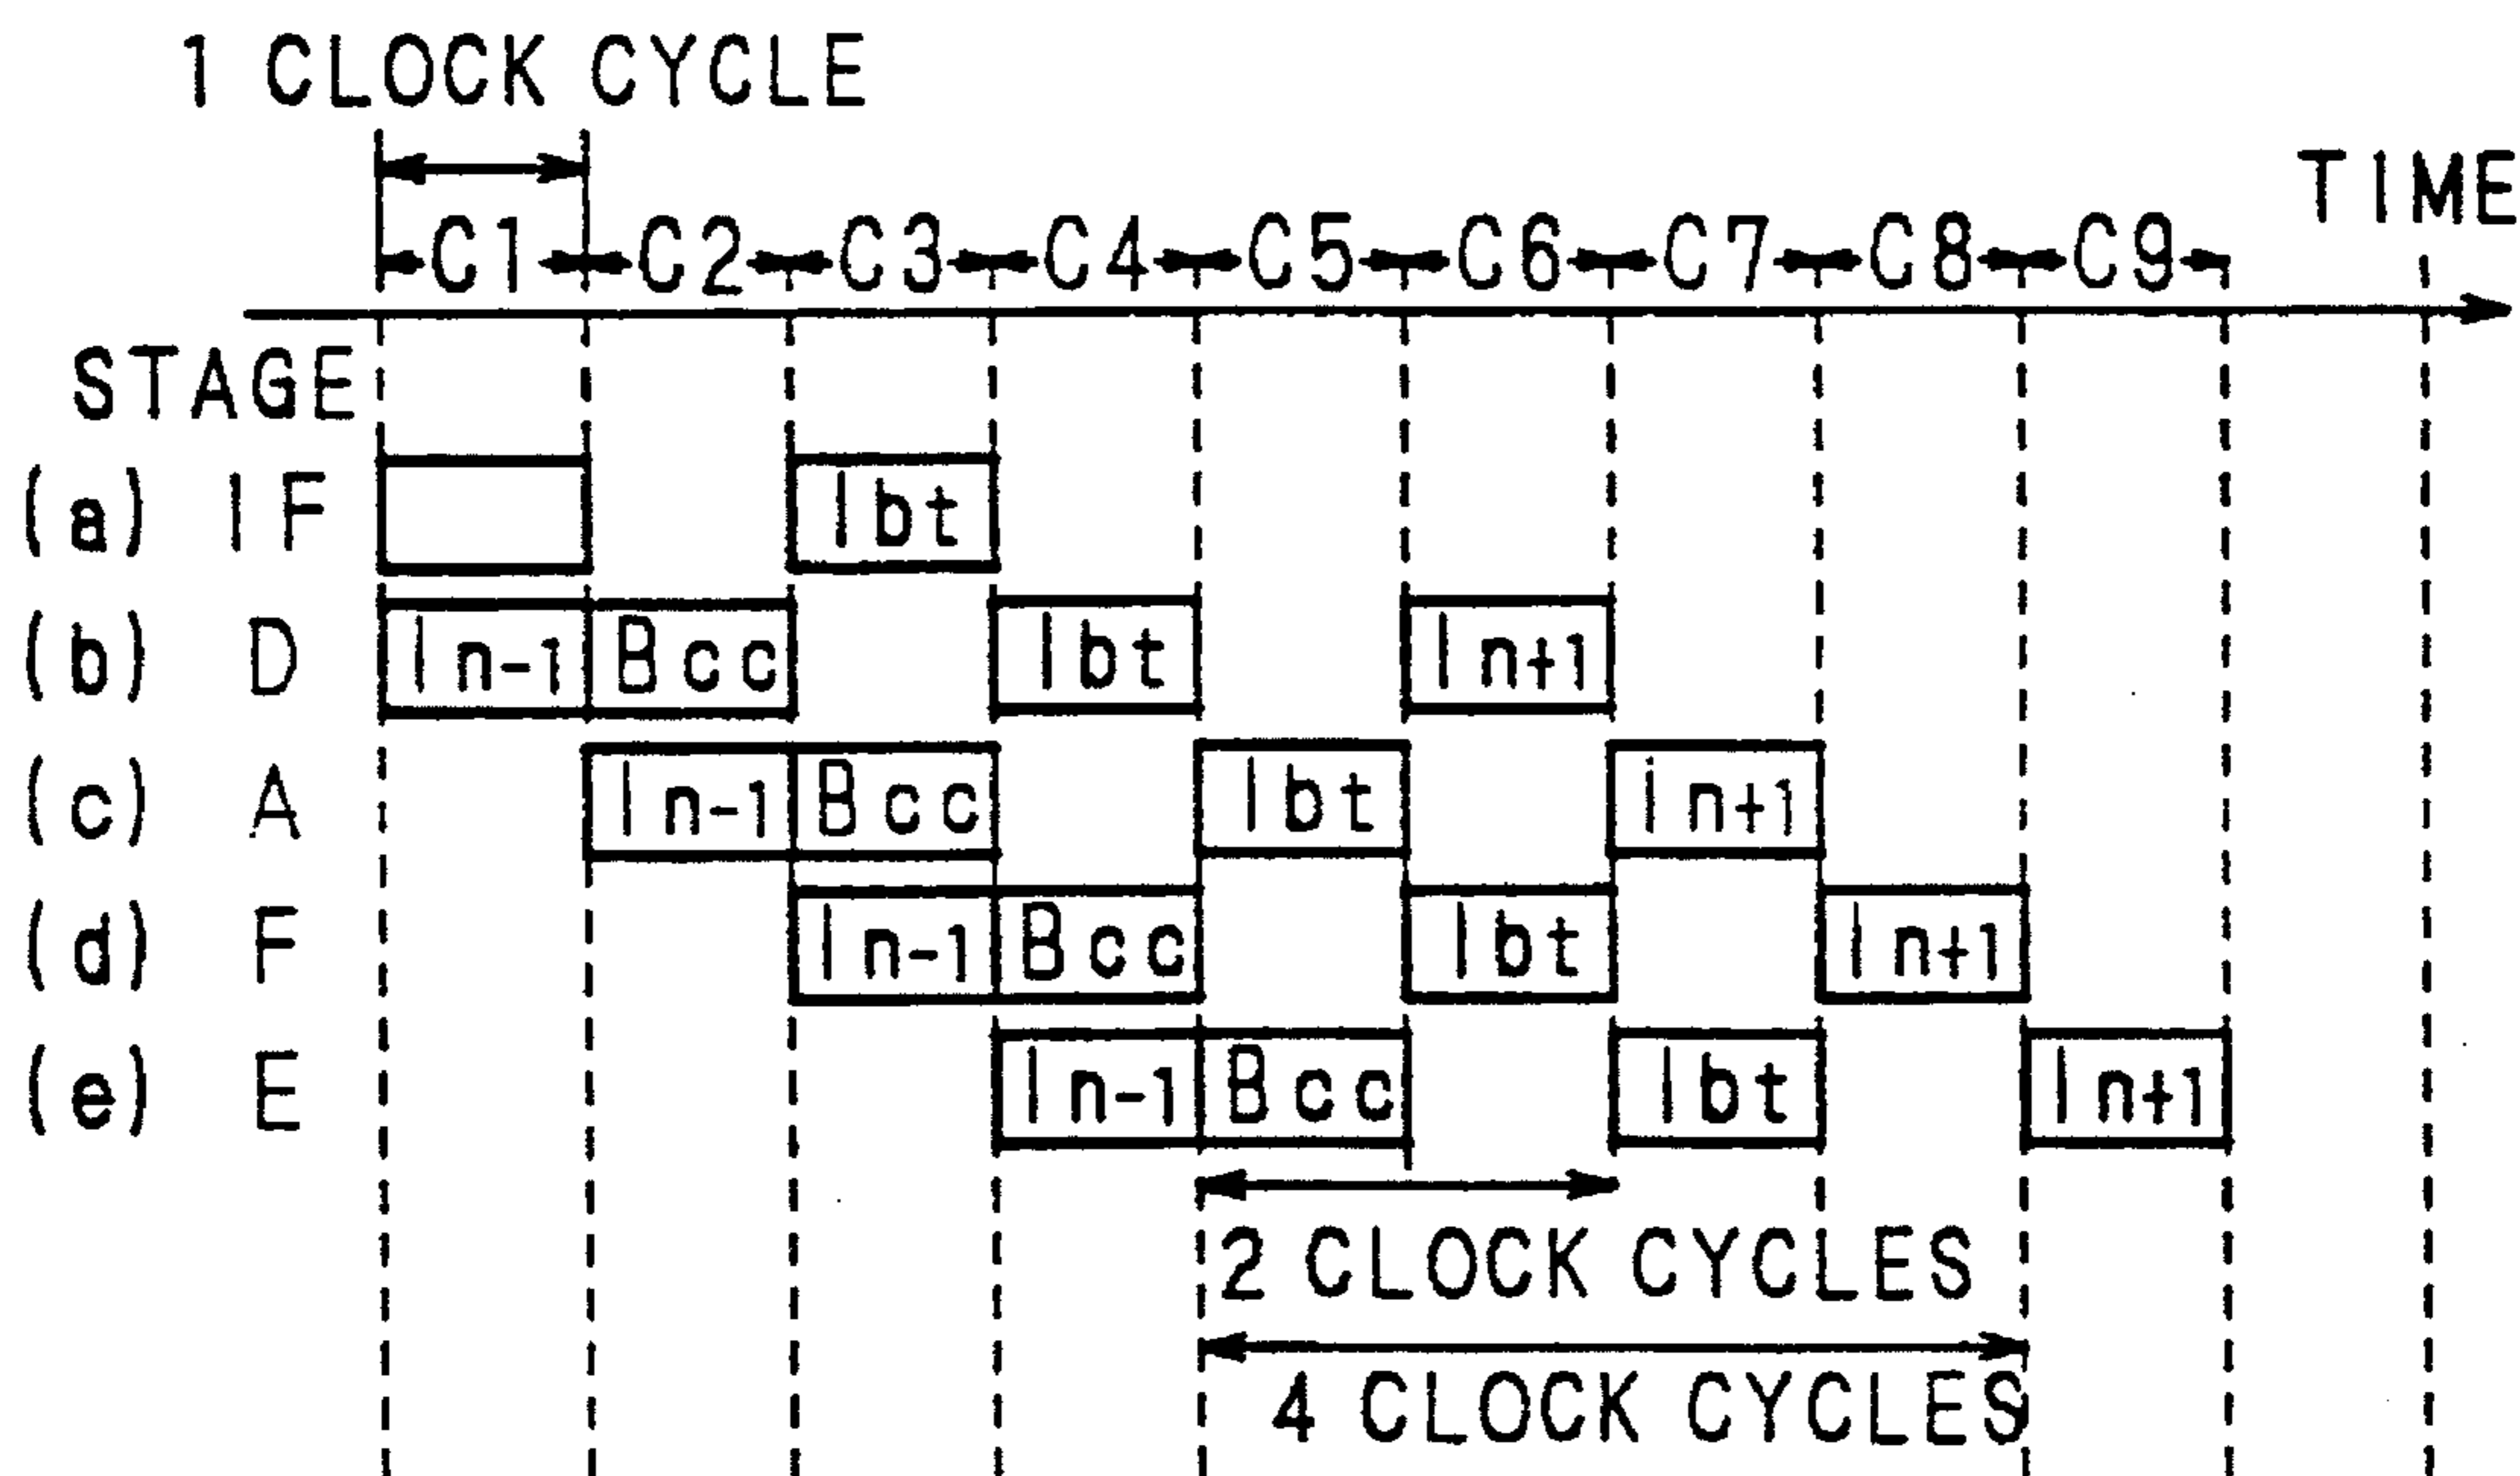 1 CLOCK CYCLE
TIME
C1 C2 C3 C4 C5 C6 C7 C8 C9
STAGE
(a) IF Ibt
(b) D In-1 Bcc Ibt In+1
(c) A In-1 Bcc Ibt In+1
(d) F In-1 Bcc Ibt In+1
(e) E In-1 Bcc Ibt In+1
2 CLOCK CYCLES
4 CLOCK CYCLES